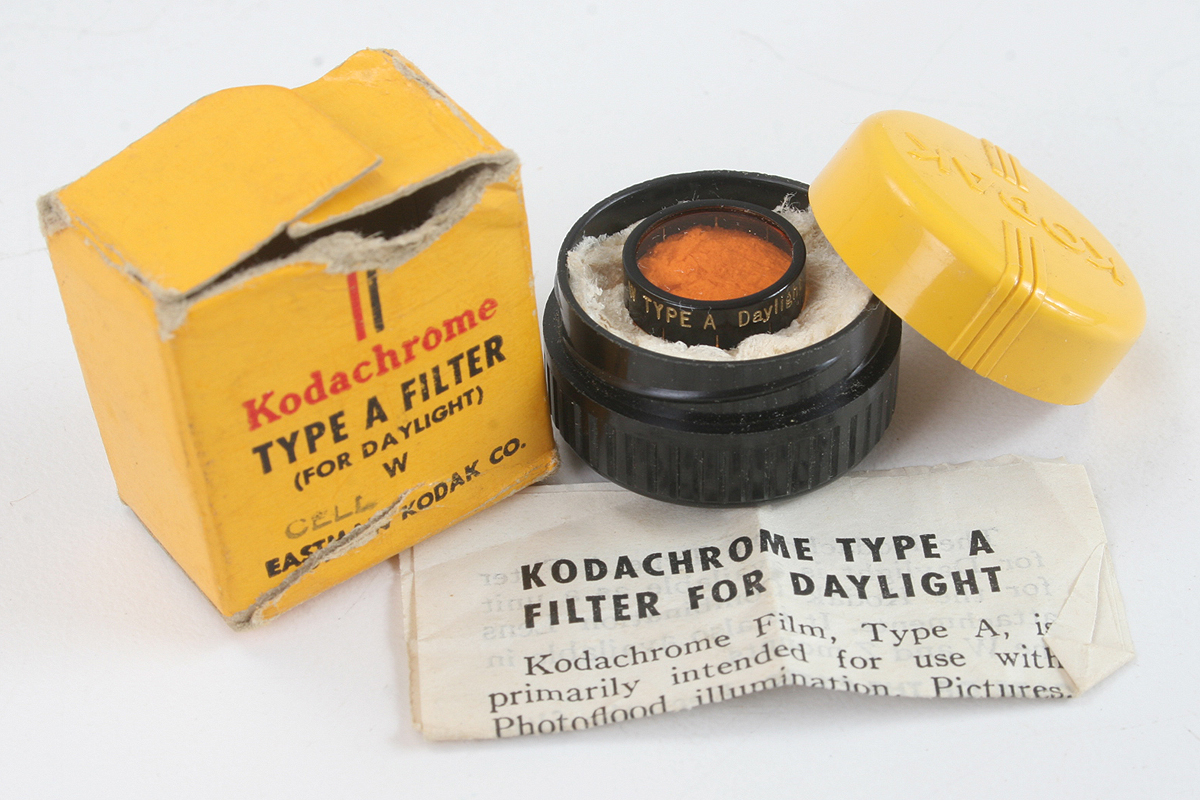 Kodachrome
TYPE A FILTER
(FOR DAYLIGHT)
W
CELL
EASTMAN KODAK CO.
N TYPE A Daylight
KODAK
KODACHROME TYPE A
FILTER FOR DAYLIGHT
Kodachrome Film, Type A, is
primarily intended for use with
Photoflood illumination. Pictures